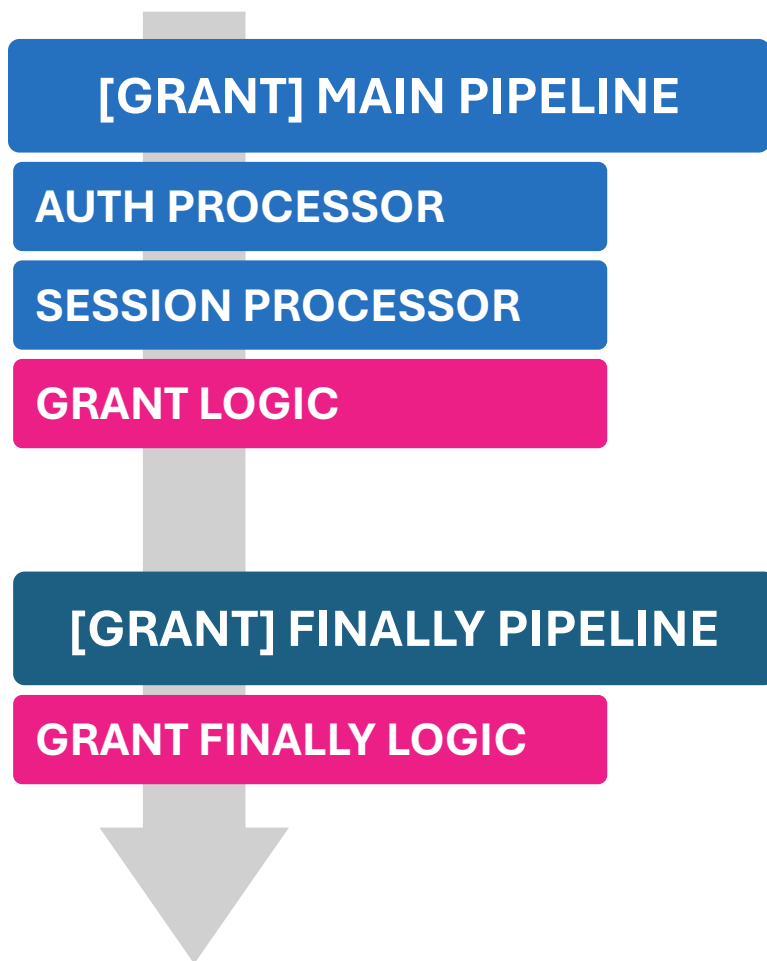 [GRANT] MAIN PIPELINE
AUTH PROCESSOR
SESSION PROCESSOR
GRANT LOGIC
[GRANT] FINALLY PIPELINE
GRANT FINALLY LOGIC